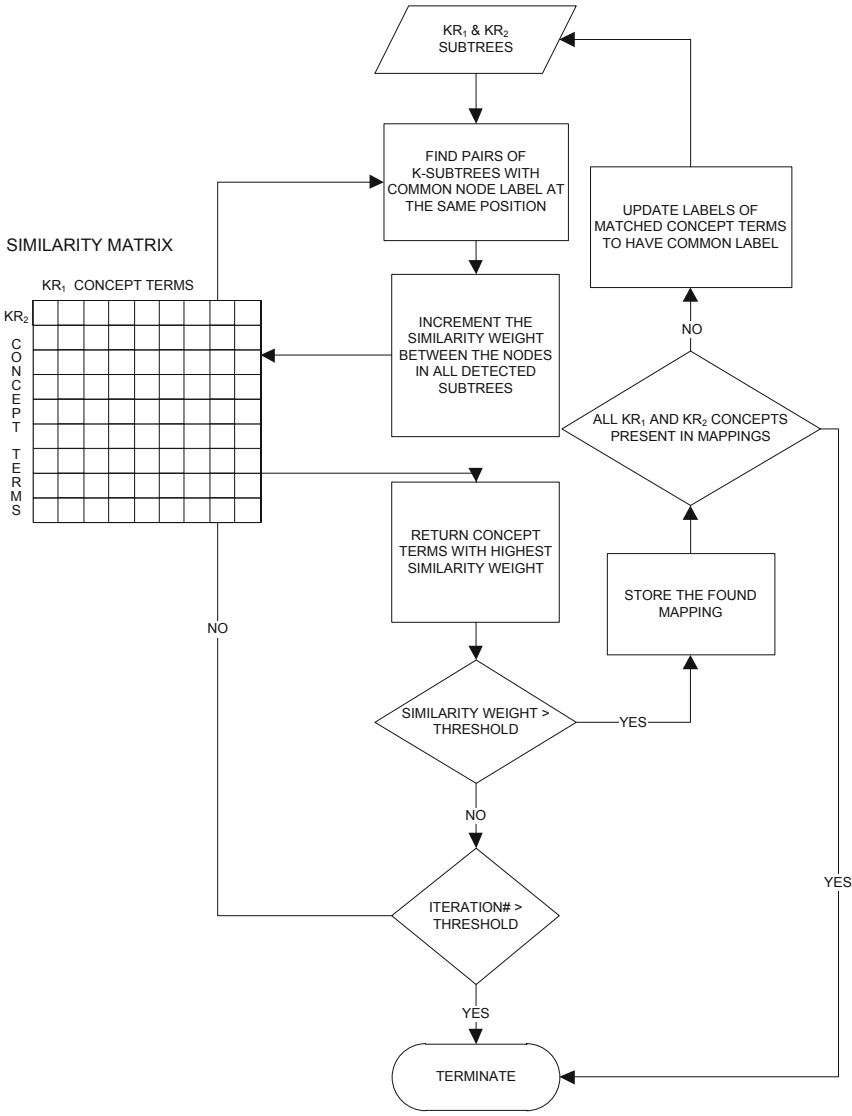 KR₁ & KR₂
SUBTREES
FIND PAIRS OF
K-SUBTREES WITH
COMMON NODE LABEL AT
THE SAME POSITION
UPDATE LABELS OF
MATCHED CONCEPT TERMS
TO HAVE COMMON LABEL
SIMILARITY MATRIX
KR₁ CONCEPT TERMS
KR₂
CONCEPT TERMS
INCREMENT THE
SIMILARITY WEIGHT
BETWEEN THE NODES
IN ALL DETECTED
SUBTREES
NO
ALL KR₁ AND KR₂ CONCEPTS
PRESENT IN MAPPINGS
RETURN CONCEPT
TERMS WITH HIGHEST
SIMILARITY WEIGHT
STORE THE FOUND
MAPPING
NO
SIMILARITY WEIGHT >
THRESHOLD
YES
NO
YES
ITERATION# >
THRESHOLD
YES
TERMINATE